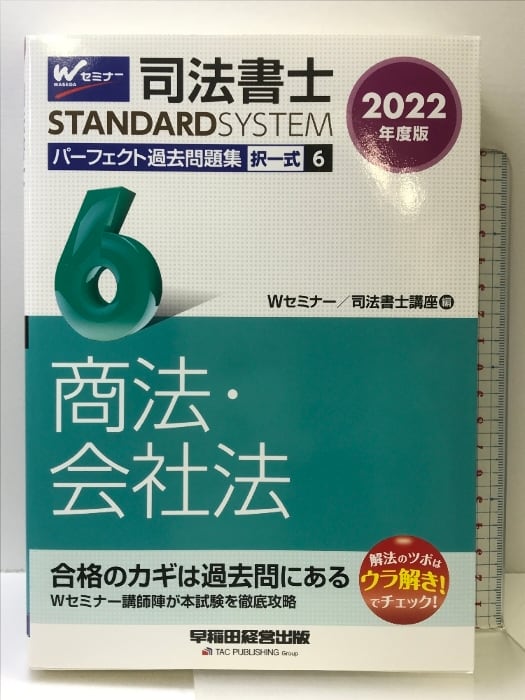 Wセミナー
WASEDA
司法書士
2022
年度版
STANDARDSYSTEM
パーフェクト過去問題集 択一式 6
6
Wセミナー／司法書士講座 編
商法・
会社法
合格のカギは過去問にある
Wセミナー講師陣が本試験を徹底攻略
解法のツボは
ウラ解き!
でチェック!
早稲田経営出版
TAC PUBLISHING Group